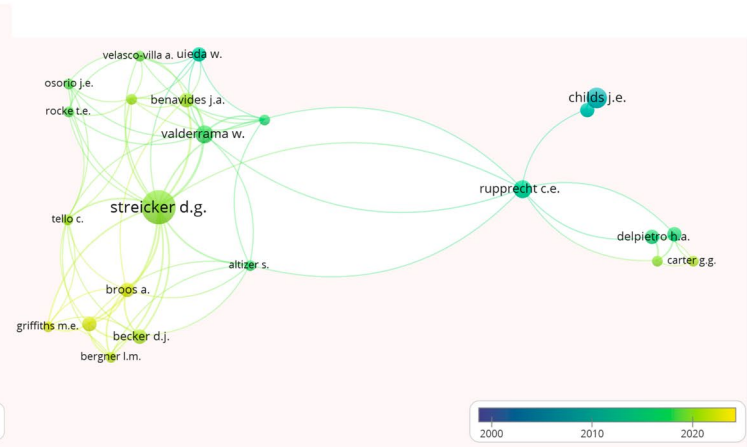 velasco-villa a.
uieda w.
osorio j.e.
benavides j.a.
childs j.e.
rocke t.e.
valderrama w.
rupprecht c.e.
streicker d.g.
tello c.
delpietro h.a.
altizer s.
carter g.g.
broos a.
griffiths m.e.
becker d.j.
bergner l.m.
2000
2010
2020